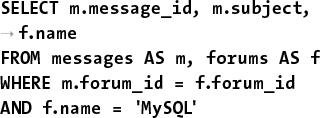 SELECT m.message_id, m.subject,
→ f.name
FROM messages AS m, forums AS f
WHERE m.forum_id = f.forum_id
AND f.name = 'MySQL'